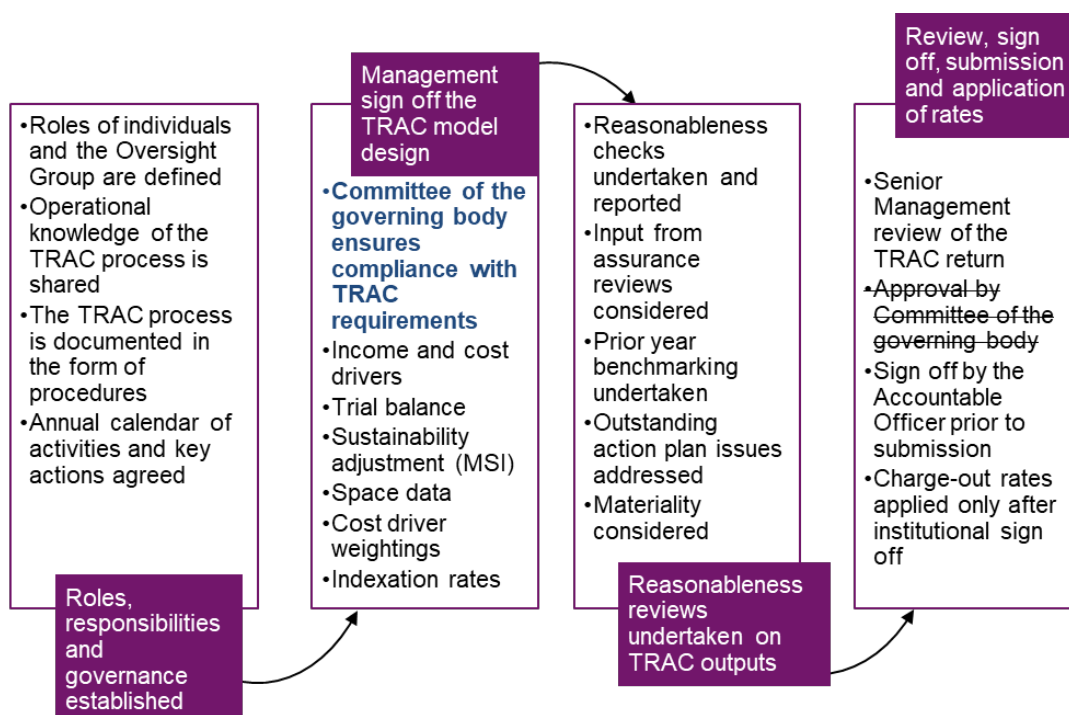 •Roles of individuals
and the Oversight
Group are defined
•Operational
knowledge of the
TRAC process is
shared
•The TRAC process
is documented in
the form of
procedures
•Annual calendar of
activities and key
actions agreed
Roles,
responsibilities
and
governance
established
Management
sign off the
TRAC model
design
•Committee of the
governing body
ensures
compliance with
TRAC
requirements
•Income and cost
drivers
•Trial balance
•Sustainability
adjustment (MSI)
•Space data
•Cost driver
weightings
•Indexation rates
•Reasonableness
checks
undertaken and
reported
•Input from
assurance
reviews
considered
•Prior year
benchmarking
undertaken
•Outstanding
action plan issues
addressed
•Materiality
considered
Reasonableness
reviews
undertaken on
TRAC outputs
Review, sign
off, submission
and application
of rates
•Senior
Management
review of the
TRAC return
•Approval by
Committee of the
governing body
•Sign off by the
Accountable
Officer prior to
submission
•Charge-out rates
applied only after
institutional sign
off